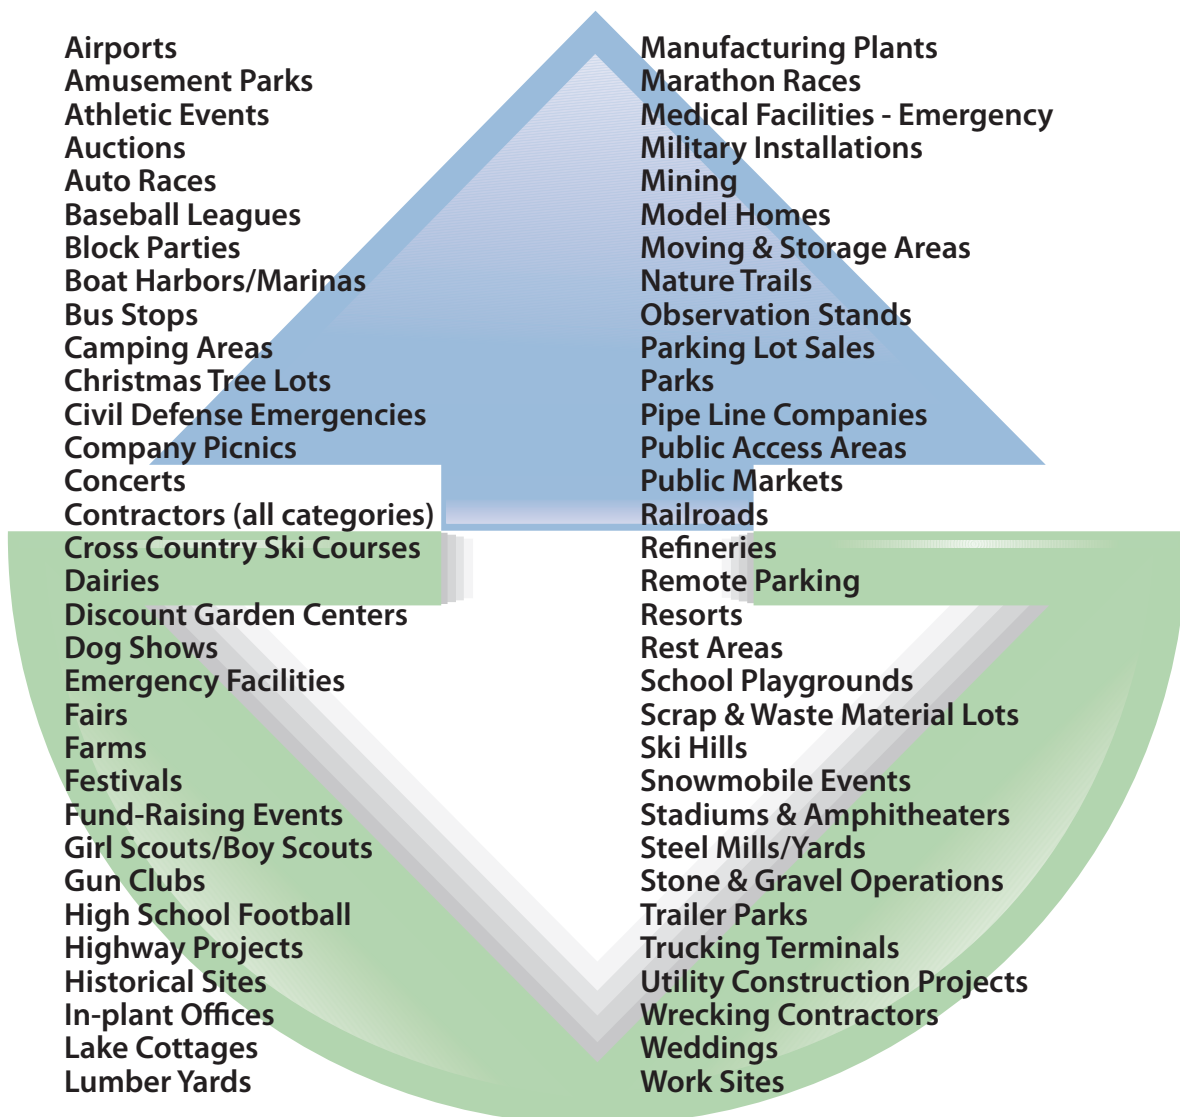 Airports
Amusement Parks
Athletic Events
Auctions
Auto Races
Baseball Leagues
Block Parties
Boat Harbors/Marinas
Bus Stops
Camping Areas
Christmas Tree Lots
Civil Defense Emergencies
Company Picnics
Concerts
Contractors (all categories)
Cross Country Ski Courses
Dairies
Discount Garden Centers
Dog Shows
Emergency Facilities
Fairs
Farms
Festivals
Fund-Raising Events
Girl Scouts/Boy Scouts
Gun Clubs
High School Football
Highway Projects
Historical Sites
In-plant Offices
Lake Cottages
Lumber Yards
Manufacturing Plants
Marathon Races
Medical Facilities - Emergency
Military Installations
Mining
Model Homes
Moving & Storage Areas
Nature Trails
Observation Stands
Parking Lot Sales
Parks
Pipe Line Companies
Public Access Areas
Public Markets
Railroads
Refineries
Remote Parking
Resorts
Rest Areas
School Playgrounds
Scrap & Waste Material Lots
Ski Hills
Snowmobile Events
Stadiums & Amphitheaters
Steel Mills/Yards
Stone & Gravel Operations
Trailer Parks
Trucking Terminals
Utility Construction Projects
Wrecking Contractors
Weddings
Work Sites